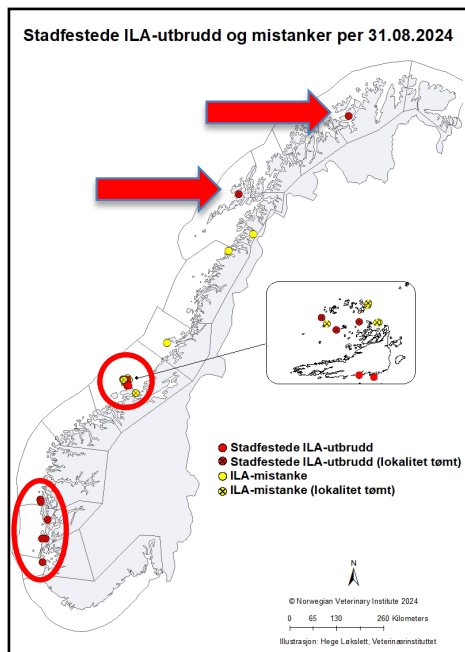 Stadfestede ILA-utbrudd og mistanker per 31.08.2024
Stadfestede ILA-utbrudd
Stadfestede ILA-utbrudd (lokalitet tømt)
ILA-mistanke
ILA-mistanke (lokalitet tømt)
N
© Norwegian Veterinary Institute 2024
0 65 130 260 Kilometers
Illustrasjon: Hege Løkslett, Veterinærinstituttet